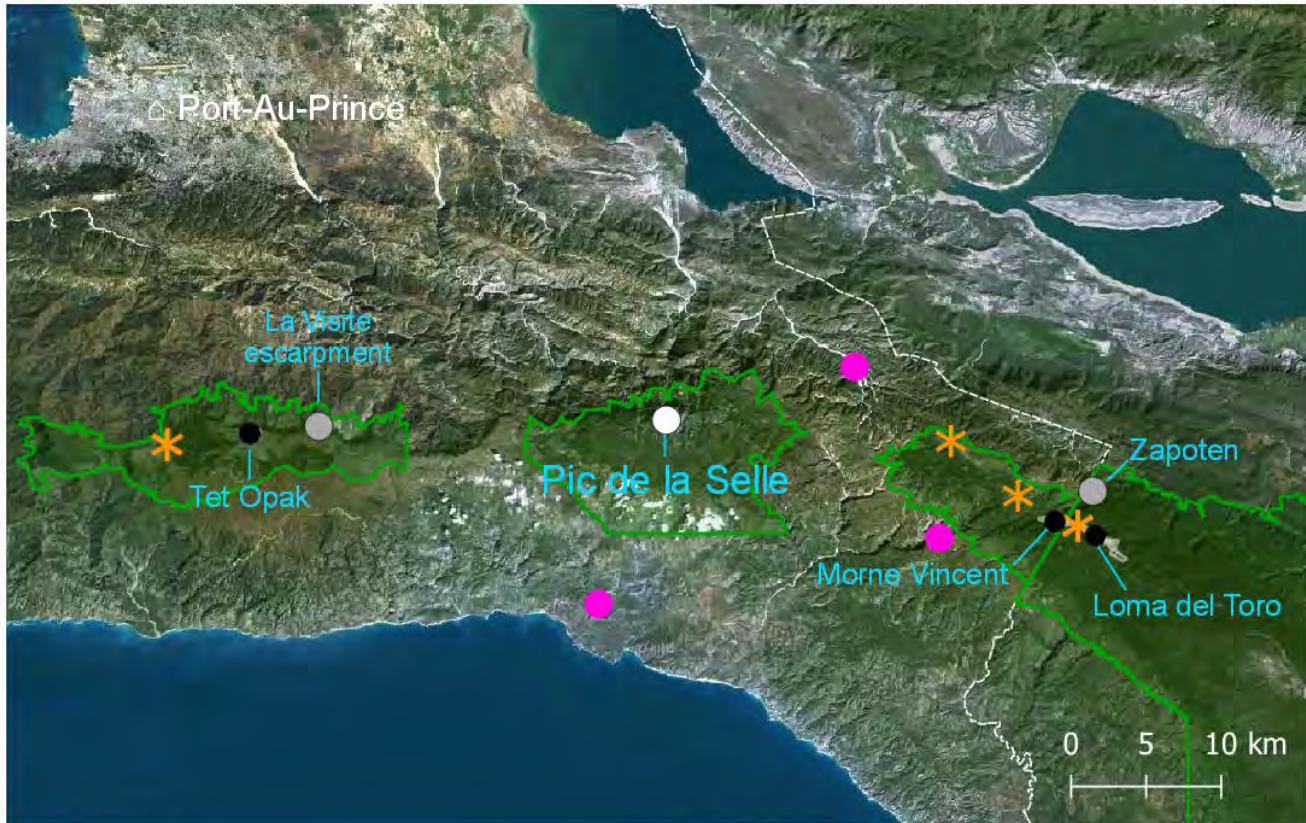 Port-Au-Prince
La Visite
escarpment
Tet Opak
Pic de la Selle
Zapoten
Morne Vincent
Loma del Toro
0 5 10 km